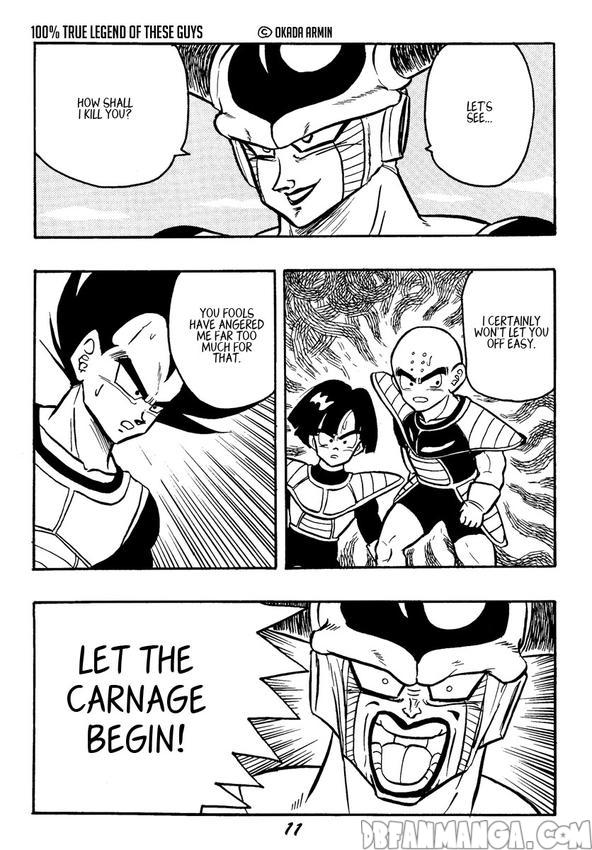 100% TRUE LEGEND OF THESE GUYS
© OKADA ARMIN
LET'S
SEE...
HOW SHALL
I KILL YOU?
I CERTAINLY
WON'T LET YOU
OFF EASY.
YOU FOOLS
HAVE ANGERED
ME FAR TOO
MUCH FOR
THAT.
LET THE
CARNAGE
BEGIN!
11
DBFANMANGA.COM